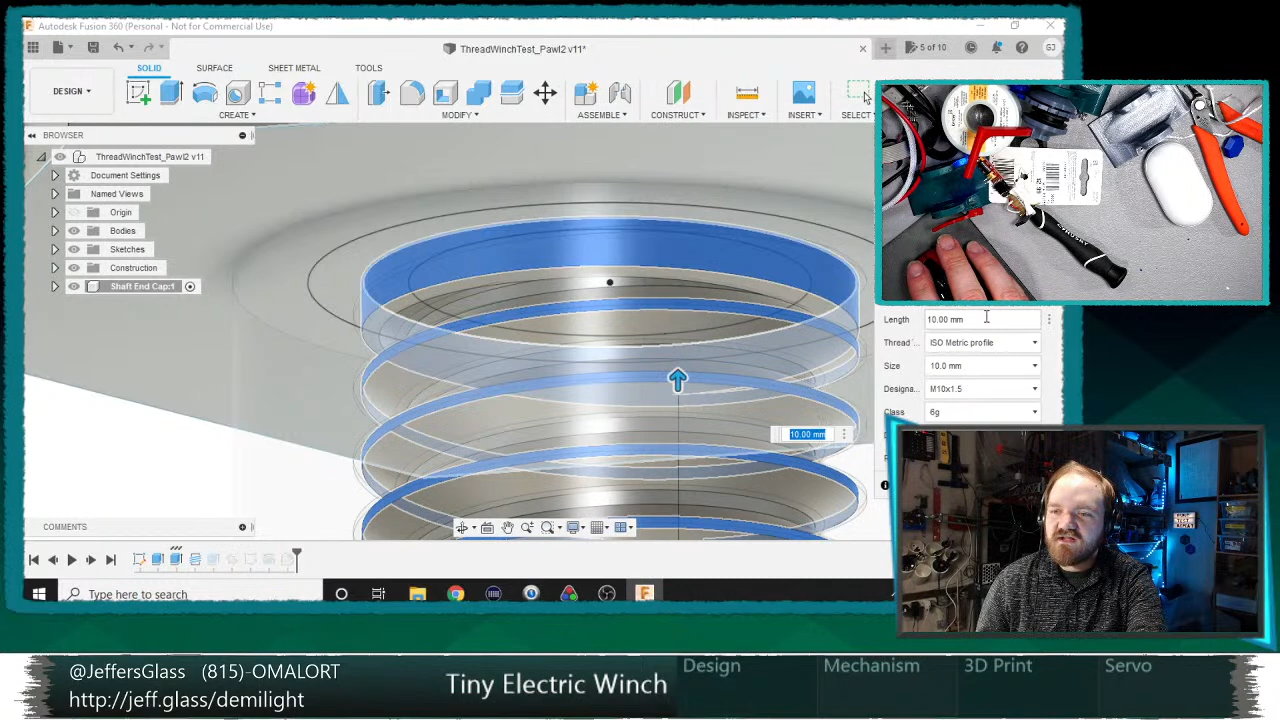 Autodesk Fusion 360 (Personal - Not for Commercial Use)
ThreadWinchTest_Pawl2 v11*
5 of 10
GJ
SOLID
SURFACE
SHEET METAL
TOOLS
DESIGN
CREATE
MODIFY
ASSEMBLE
CONSTRUCT
INSPECT
INSERT
SELECT
BROWSER
ThreadWinchTest_Pawl2 v11
Document Settings
Named Views
Origin
Bodies
Sketches
Construction
Shaft End Cap:1
Length
10.00 mm
Thread
ISO Metric profile
Size
10.0 mm
Designa...
M10x1.5
Class
6g
10.00 mm
COMMENTS
Type here to search
@JeffersGlass (815)-OMALORT
http://jeff.glass/demilight
Tiny Electric Winch
Design
Mechanism
3D Print
Servo